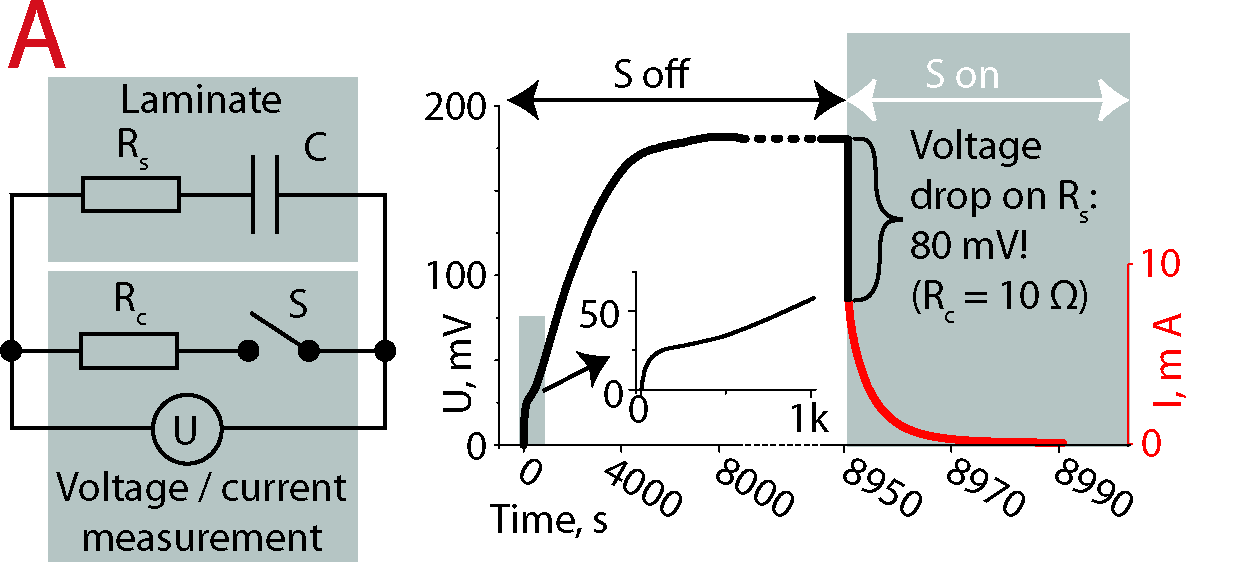 A
Laminate
Rs
C
Rc
S
U
Voltage / current
measurement
S off
S on
200
100
0
U, mV
50
0
0
1k
Voltage
drop on Rs:
80 mV!
(Rc = 10 Ω)
10
0
I, m A
0
4000
8000
8950
8970
8990
Time, s